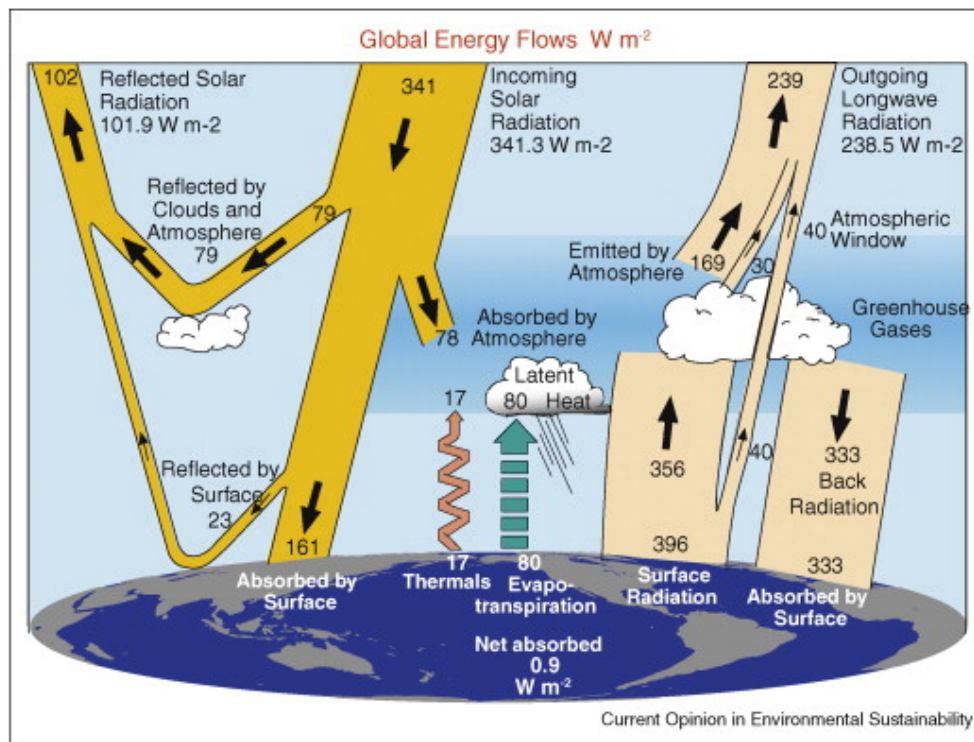 Global Energy Flows W m-2
102
Reflected Solar
Radiation
101.9 W m-2
341
Incoming
Solar
Radiation
341.3 W m-2
239
Outgoing
Longwave
Radiation
238.5 W m-2
Reflected by
Clouds and
Atmosphere
79
79
78
Absorbed by
Atmosphere
Emitted by
Atmosphere
169
30
40
Atmospheric
Window
Greenhouse
Gases
Latent
80 Heat
17
356
40
333
Back
Radiation
Reflected by
Surface
23
161
Absorbed by
Surface
17
Thermals
80
Evapo-
transpiration
396
Surface
Radiation
333
Absorbed by
Surface
Net absorbed
0.9
W m-2
Current Opinion in Environmental Sustainability